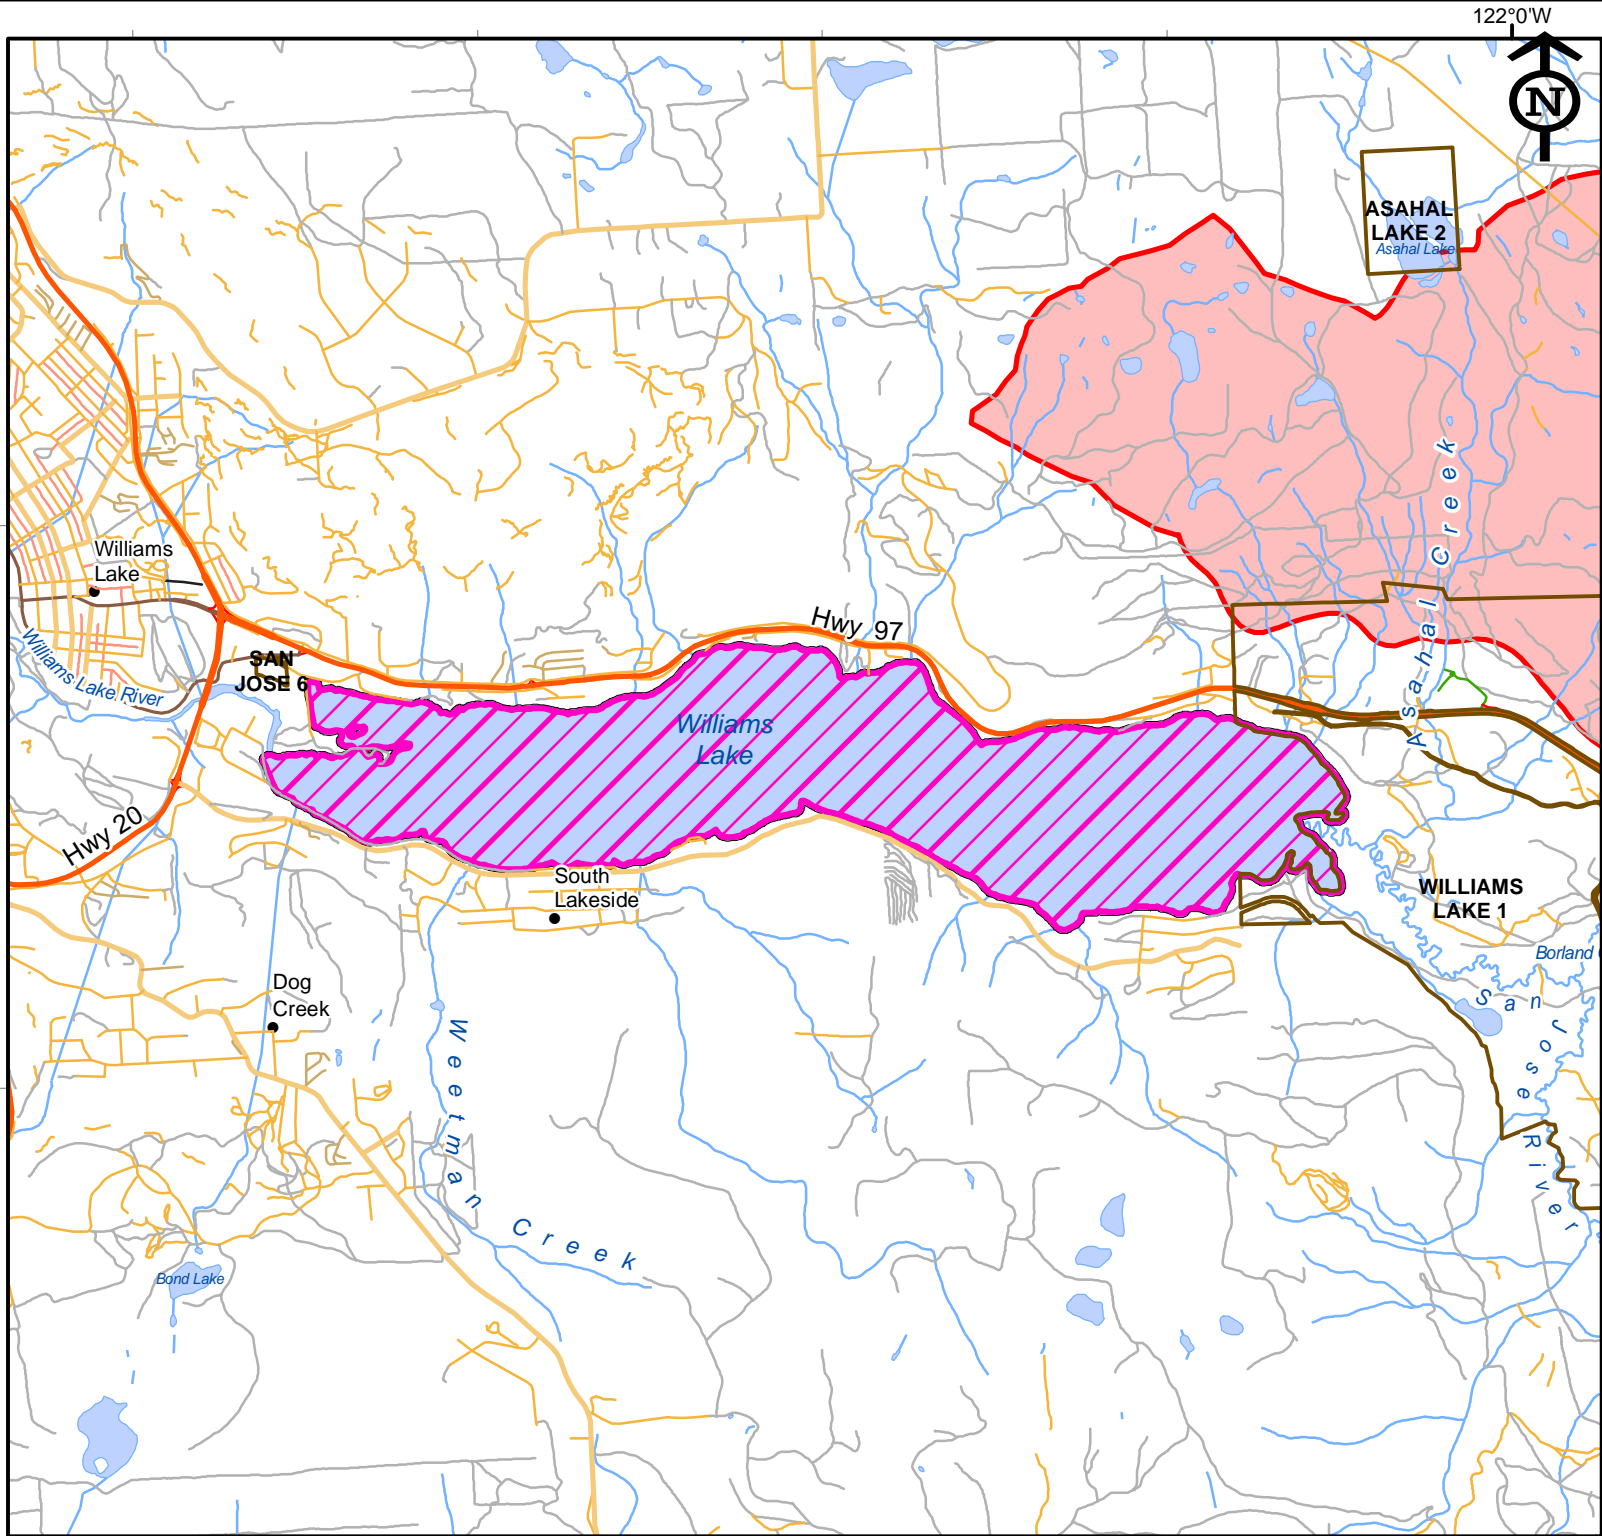 122°0'W
N
ASAHAL
LAKE 2
Asahal Lake
Asahal Creek
Williams
Lake
Hwy 97
Williams Lake River
SAN
JOSE 6
Williams
Lake
Hwy 20
South
Lakeside
WILLIAMS
LAKE 1
Borland
Dog
Creek
San Jose River
Weetman Creek
Bond Lake